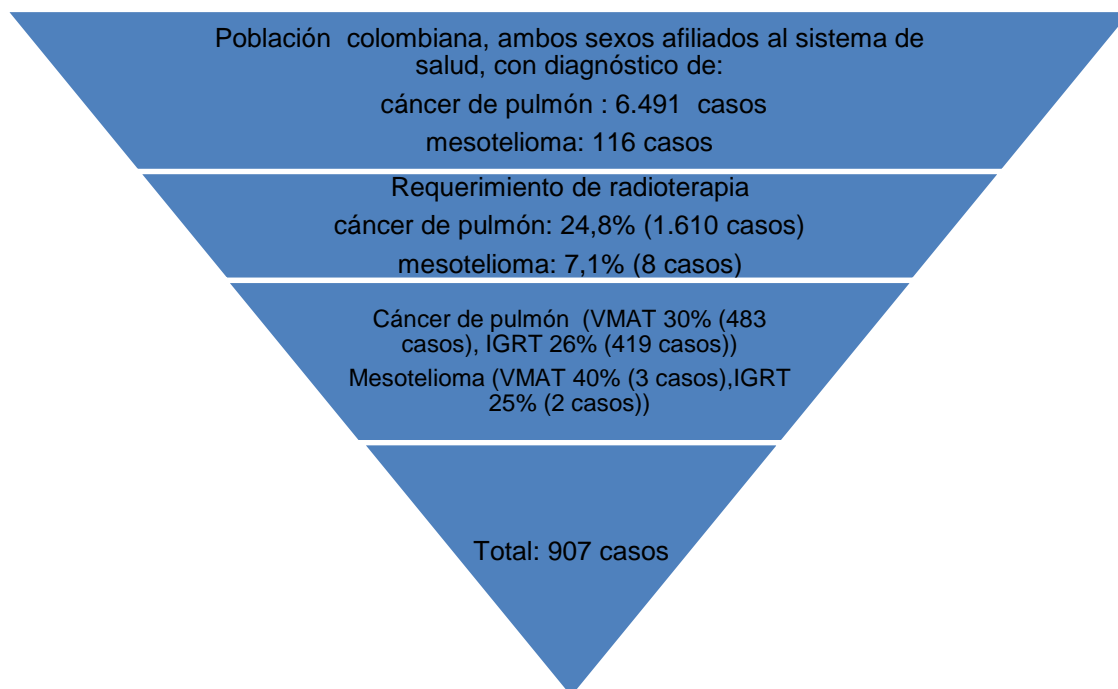 Población  colombiana, ambos sexos afiliados al sistema de
salud, con diagnóstico de:
cáncer de pulmón : 6.491  casos
mesotelioma: 116 casos
Requerimiento de radioterapia
cáncer de pulmón: 24,8% (1.610 casos)
mesotelioma: 7,1% (8 casos)
Cáncer de pulmón  (VMAT 30% (483
casos), IGRT 26% (419 casos))
Mesotelioma (VMAT 40% (3 casos),IGRT
25% (2 casos))
Total: 907 casos